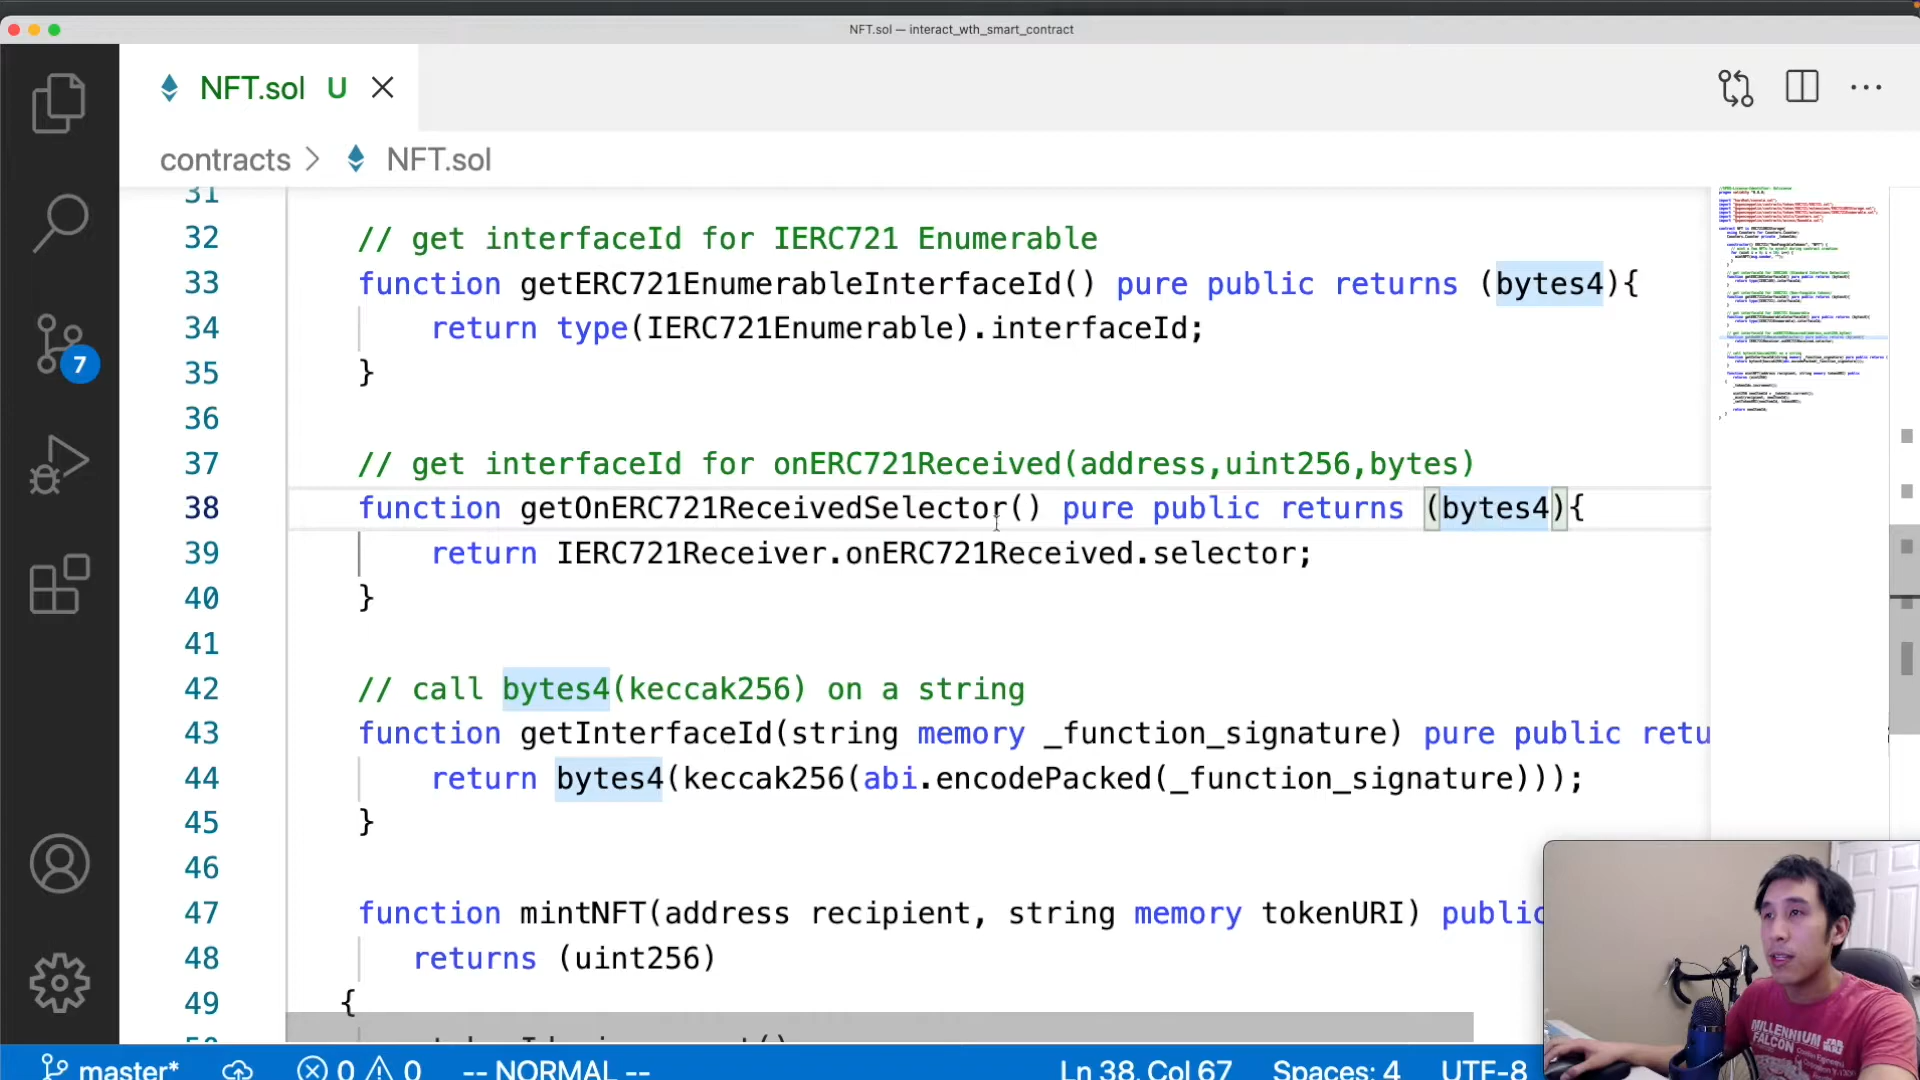 NFT.sol — interact_wth_smart_contract
NFT.sol U
contracts > NFT.sol
31
32 // get interfaceId for IERC721 Enumerable
33 function getERC721EnumerableInterfaceId() pure public returns (bytes4){
34 return type(IERC721Enumerable).interfaceId;
35 }
36
37 // get interfaceId for onERC721Received(address,uint256,bytes)
38 function getOnERC721ReceivedSelector() pure public returns (bytes4){
39 return IERC721Receiver.onERC721Received.selector;
40 }
41
42 // call bytes4(keccak256) on a string
43 function getInterfaceId(string memory _function_signature) pure public retu
44 return bytes4(keccak256(abi.encodePacked(_function_signature)));
45 }
46
47 function mintNFT(address recipient, string memory tokenURI) public
48 returns (uint256)
49 {
7
MILLENNIUM
FALCON
STAR
WARS
master* 0 0 -- NORMAL -- Ln 38, Col 67 Spaces: 4 UTF-8